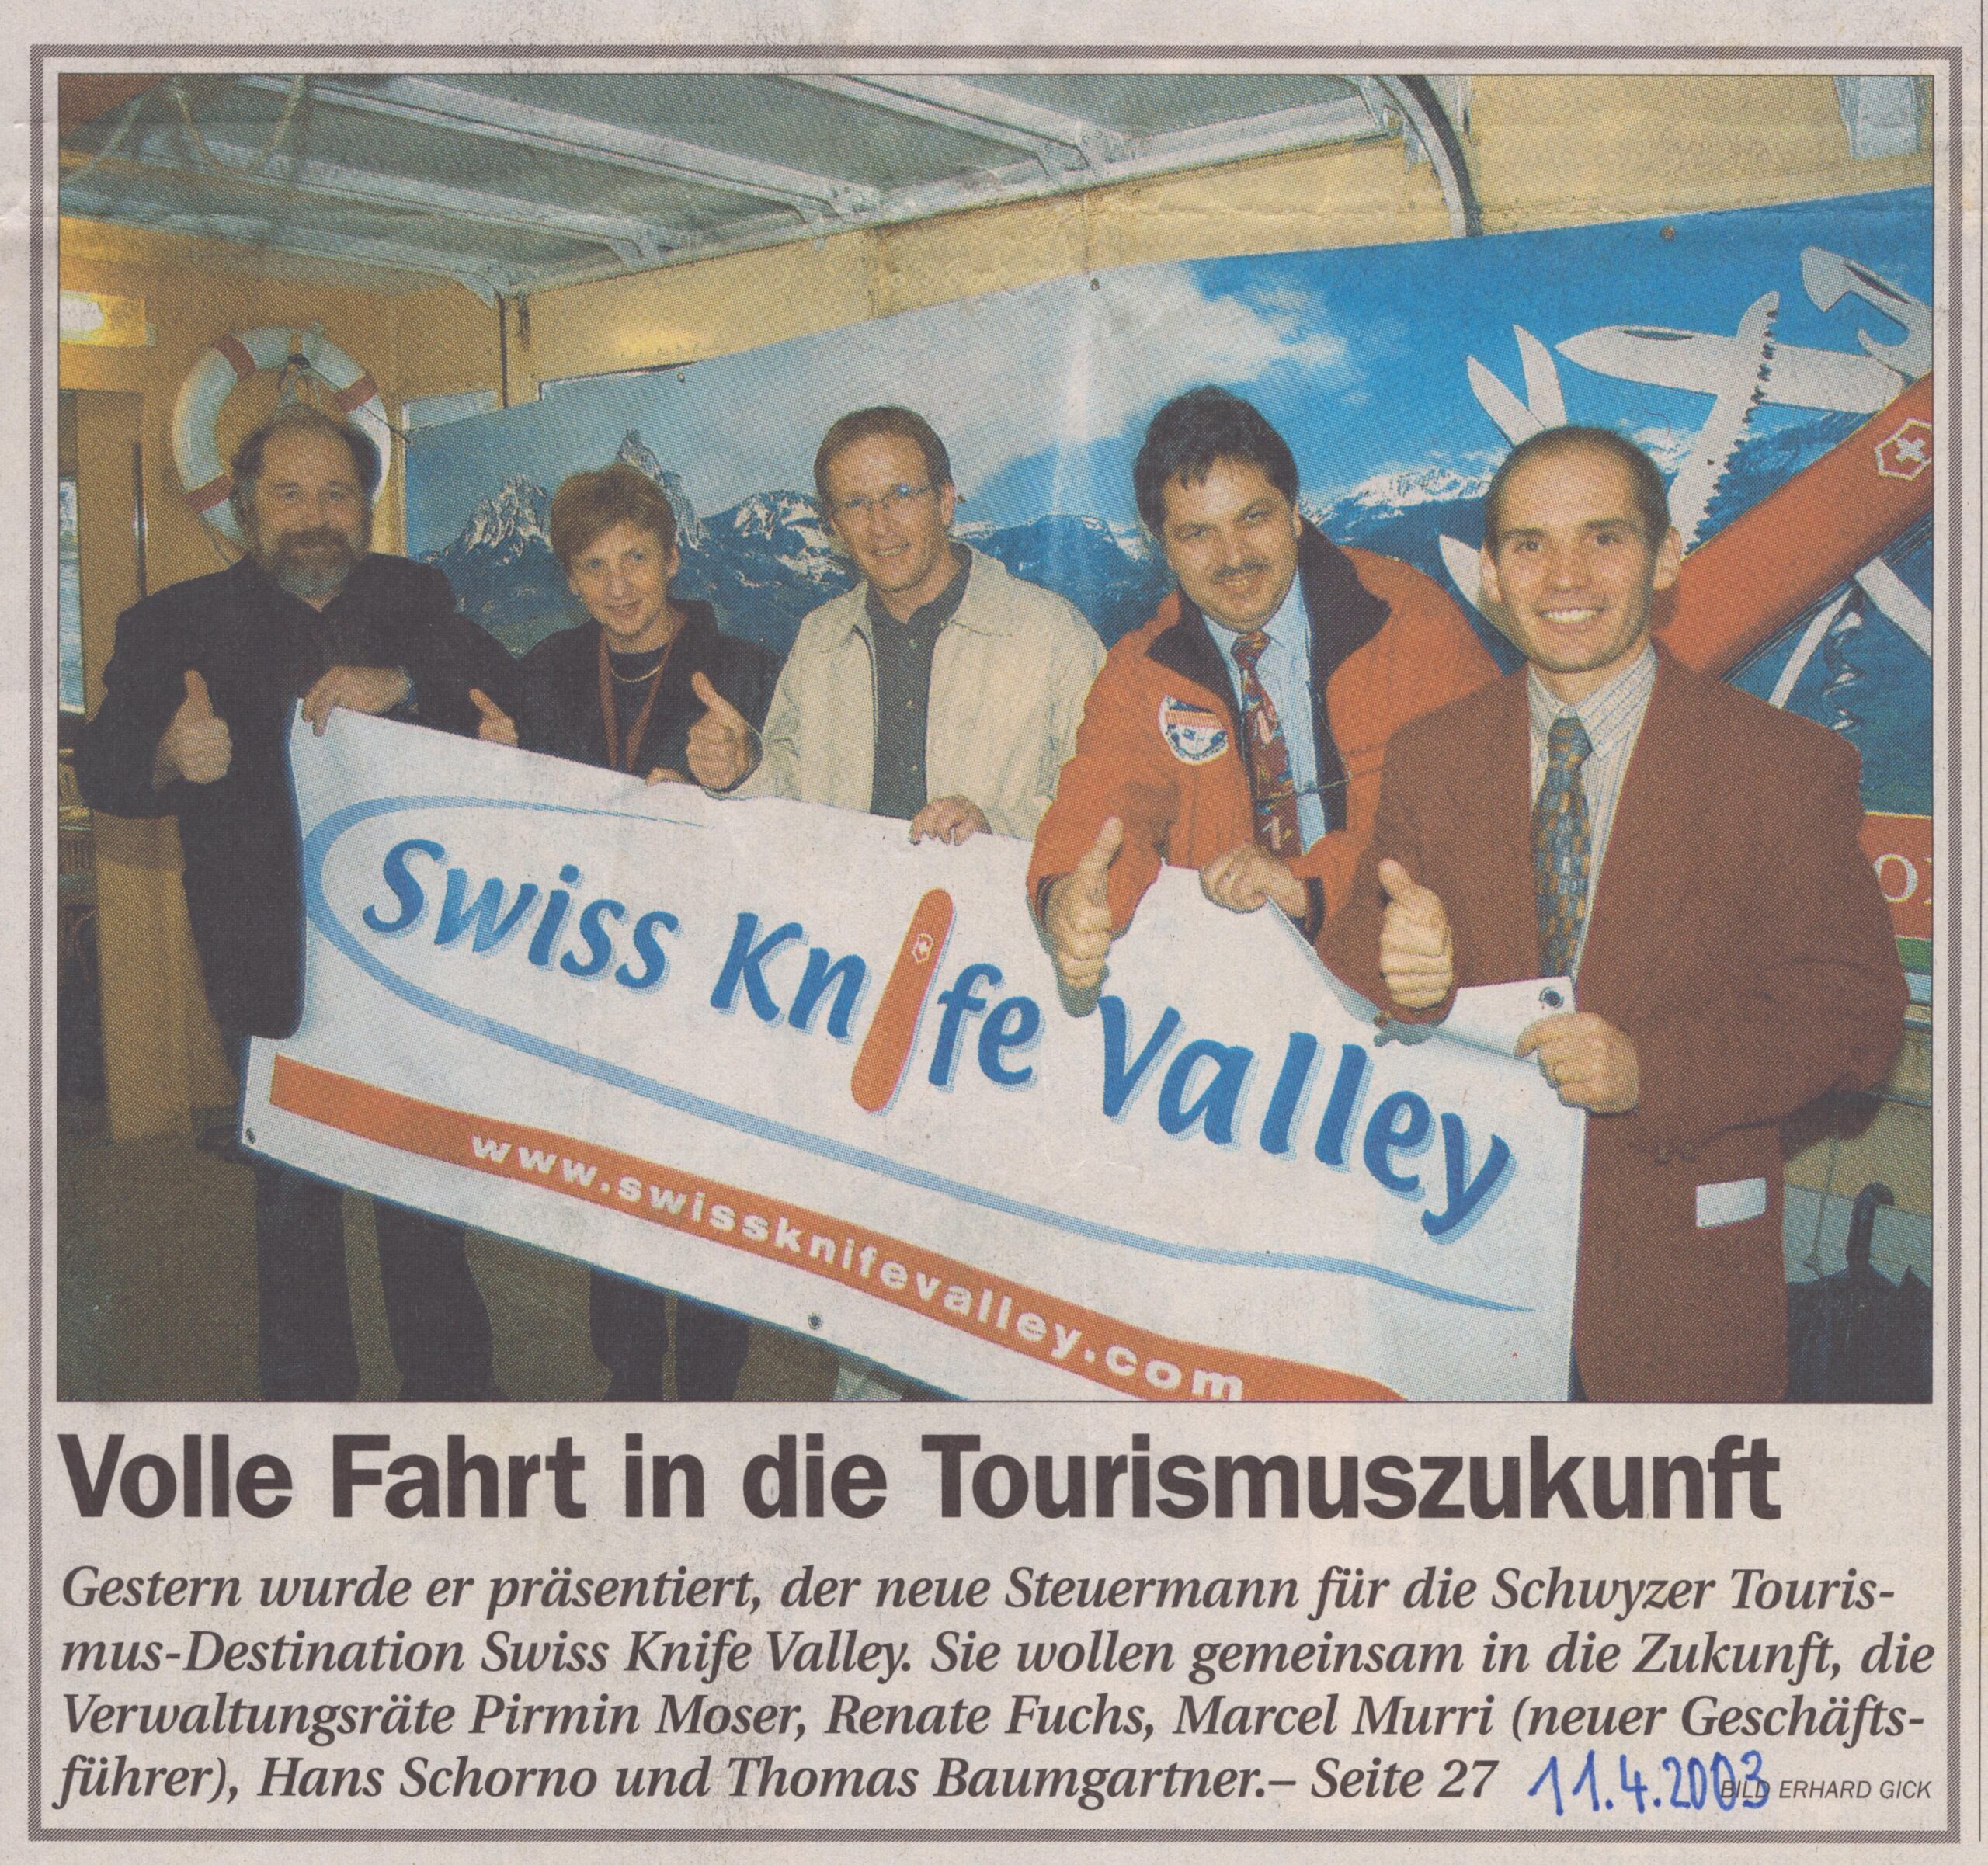 Swiss Knife Valley
www.swissknifevalley.com
Volle Fahrt in die Tourismuszukunft
Gestern wurde er präsentiert, der neue Steuermann für die Schwyzer Touris-
mus-Destination Swiss Knife Valley. Sie wollen gemeinsam in die Zukunft, die
Verwaltungsräte Pirmin Moser, Renate Fuchs, Marcel Murri (neuer Geschäfts-
führer), Hans Schorno und Thomas Baumgartner.– Seite 27
11.4.2003
BILD ERHARD GICK